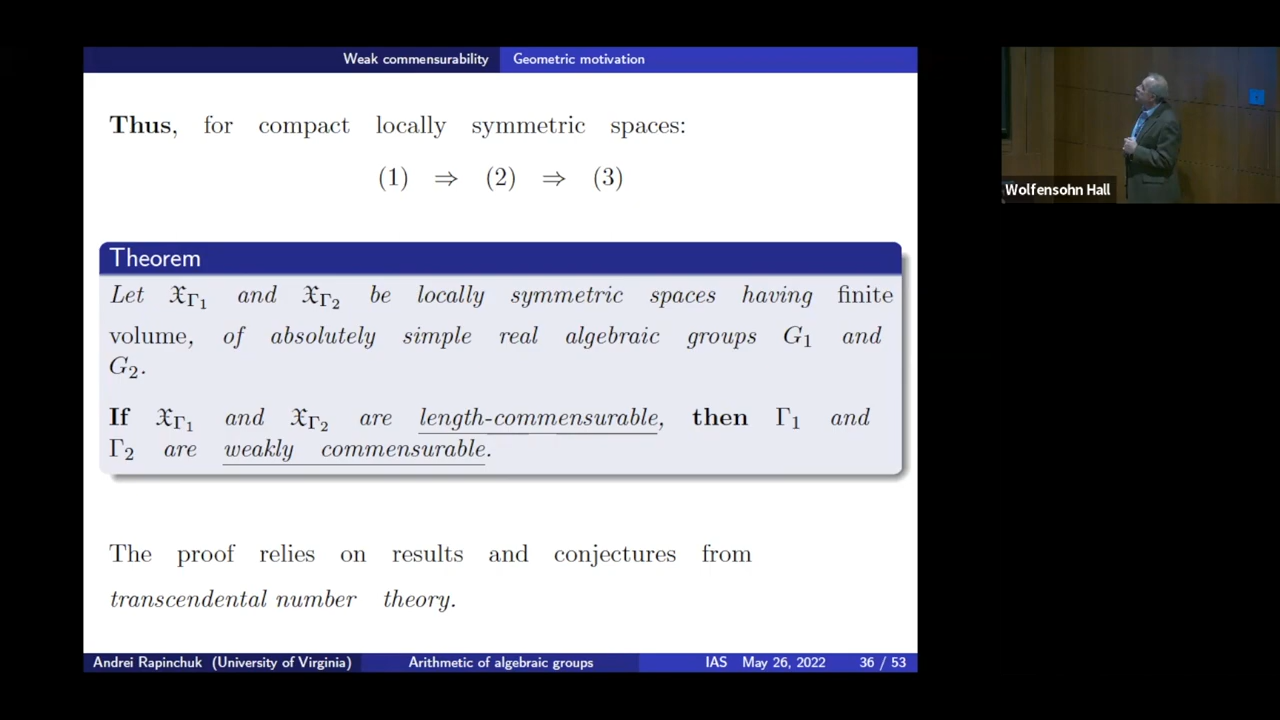 Weak commensurability Geometric motivation
Thus, for compact locally symmetric spaces:
(1) ⇒ (2) ⇒ (3)
Wolfensohn Hall
Theorem
Let 𝔛Γ₁ and 𝔛Γ₂ be locally symmetric spaces having finite
volume, of absolutely simple real algebraic groups G₁ and
G₂.
If 𝔛Γ₁ and 𝔛Γ₂ are length-commensurable, then Γ₁ and
Γ₂ are weakly commensurable.
The proof relies on results and conjectures from
transcendental number theory.
Andrei Rapinchuk (University of Virginia) Arithmetic of algebraic groups IAS May 26, 2022 36 / 53